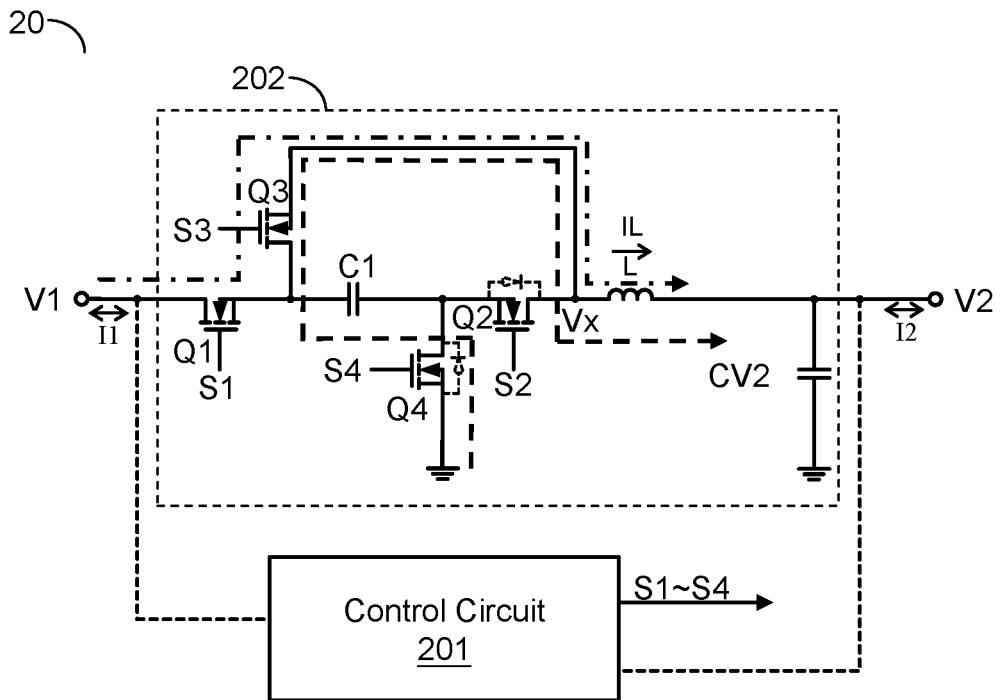 20
202
Q3
S3
IL
C1
L
V1
V2
I1
Q2
Vx
I2
Q1
S4
S1
S2
CV2
Q4
S1~S4
Control Circuit
201